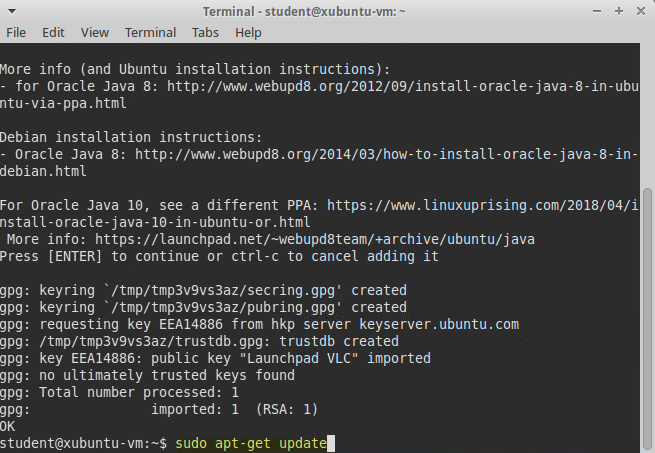 Terminal - student@xubuntu-vm: ~
File Edit View Terminal Tabs Help
More info (and Ubuntu installation instructions):
- for Oracle Java 8: http://www.webupd8.org/2012/09/install-oracle-java-8-in-ubu
ntu-via-ppa.html
Debian installation instructions:
- Oracle Java 8: http://www.webupd8.org/2014/03/how-to-install-oracle-java-8-in-
debian.html
For Oracle Java 10, see a different PPA: https://www.linuxuprising.com/2018/04/i
nstall-oracle-java-10-in-ubuntu-or.html
 More info: https://launchpad.net/~webupd8team/+archive/ubuntu/java
Press [ENTER] to continue or ctrl-c to cancel adding it
gpg: keyring `/tmp/tmp3v9vs3az/secring.gpg' created
gpg: keyring `/tmp/tmp3v9vs3az/pubring.gpg' created
gpg: requesting key EEA14886 from hkp server keyserver.ubuntu.com
gpg: /tmp/tmp3v9vs3az/trustdb.gpg: trustdb created
gpg: key EEA14886: public key "Launchpad VLC" imported
gpg: no ultimately trusted keys found
gpg: Total number processed: 1
gpg:               imported: 1  (RSA: 1)
OK
student@xubuntu-vm:~$ sudo apt-get update